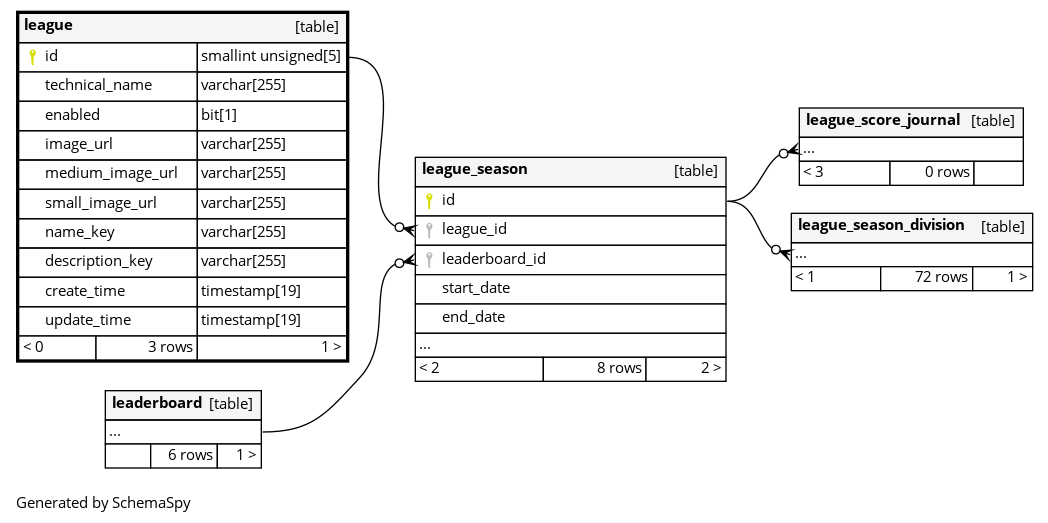 league [table]
id smallint unsigned[5]
technical_name varchar[255]
enabled bit[1]
image_url varchar[255]
medium_image_url varchar[255]
small_image_url varchar[255]
name_key varchar[255]
description_key varchar[255]
create_time timestamp[19]
update_time timestamp[19]
< 0 3 rows 1 >
leaderboard [table]
...
6 rows 1 >
league_season [table]
id
league_id
leaderboard_id
start_date
end_date
...
< 2 8 rows 2 >
league_score_journal [table]
...
< 3 0 rows
league_season_division [table]
...
< 1 72 rows 1 >
Generated by SchemaSpy